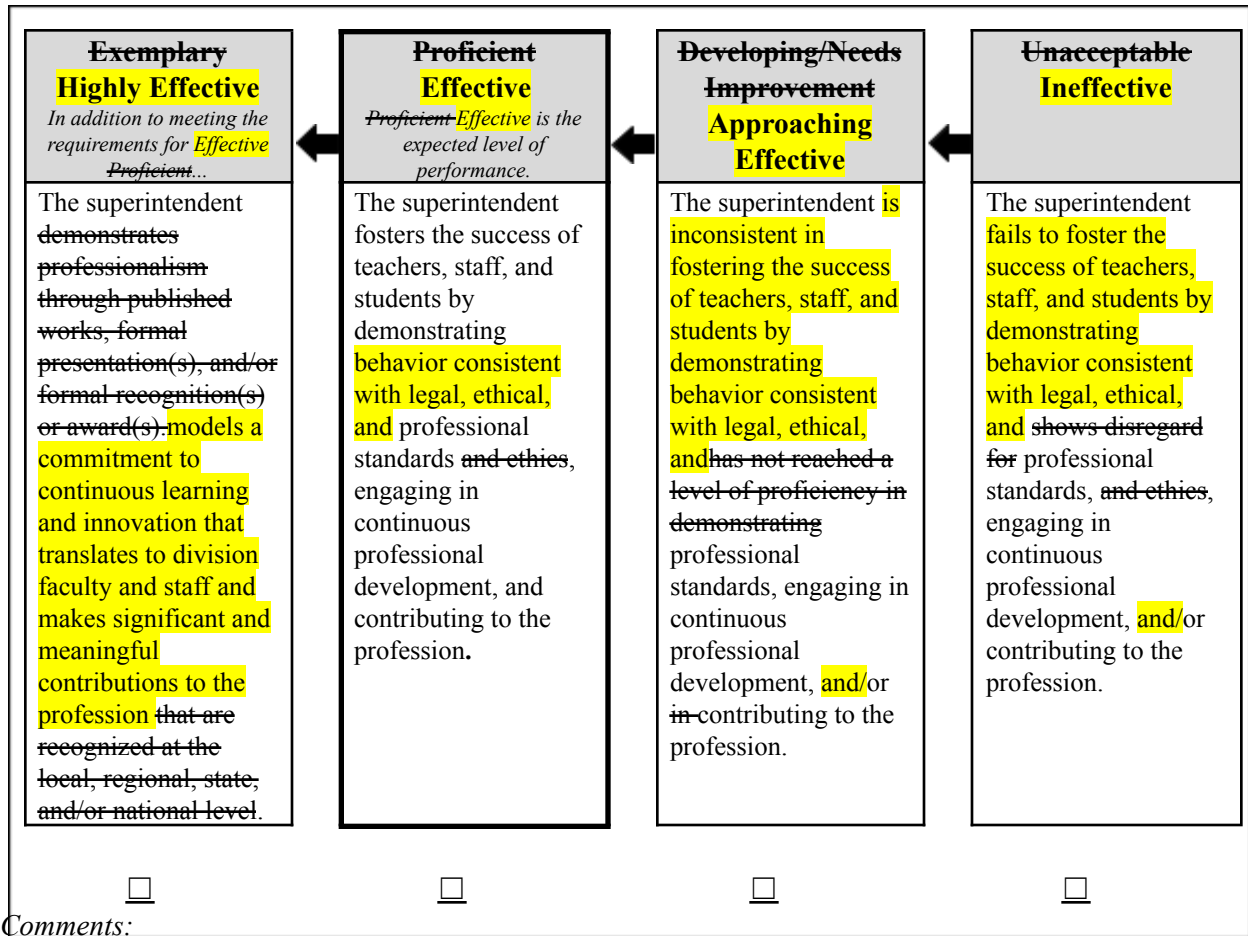 Exemplary
Highly Effective
In addition to meeting the
requirements for Effective
Proficient...
The superintendent
demonstrates
professionalism
through published
works, formal
presentation(s), and/or
formal recognition(s)
or award(s).models a
commitment to
continuous learning
and innovation that
translates to division
faculty and staff and
makes significant and
meaningful
contributions to the
profession that are
recognized at the
local, regional, state,
and/or national level.
Proficient
Effective
Proficient Effective is the
expected level of
performance.
The superintendent
fosters the success of
teachers, staff, and
students by
demonstrating
behavior consistent
with legal, ethical,
and professional
standards and ethics,
engaging in
continuous
professional
development, and
contributing to the
profession.
Developing/Needs
Improvement
Approaching
Effective
The superintendent is
inconsistent in
fostering the success
of teachers, staff, and
students by
demonstrating
behavior consistent
with legal, ethical,
andhas not reached a
level of proficiency in
demonstrating
professional
standards, engaging in
continuous
professional
development, and/or
in contributing to the
profession.
Unacceptable
Ineffective
The superintendent
fails to foster the
success of teachers,
staff, and students by
demonstrating
behavior consistent
with legal, ethical,
and shows disregard
for professional
standards, and ethics,
engaging in
continuous
professional
development, and/or
contributing to the
profession.
Comments: